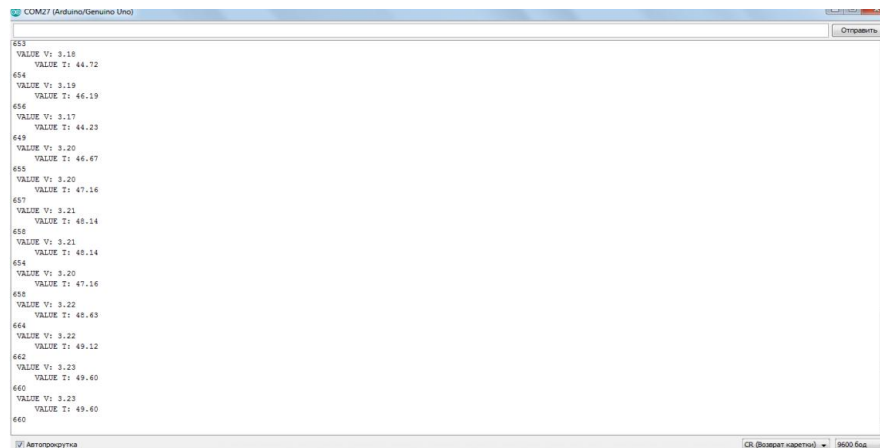 COM27 (Arduino/Genuino Uno)
Отправить
653
VALUE V: 3.18
VALUE T: 44.72
654
VALUE V: 3.19
VALUE T: 46.19
656
VALUE V: 3.17
VALUE T: 44.23
649
VALUE V: 3.20
VALUE T: 46.67
655
VALUE V: 3.20
VALUE T: 47.16
657
VALUE V: 3.21
VALUE T: 48.14
658
VALUE V: 3.21
VALUE T: 48.14
654
VALUE V: 3.20
VALUE T: 47.16
658
VALUE V: 3.22
VALUE T: 48.63
664
VALUE V: 3.22
VALUE T: 49.12
662
VALUE V: 3.23
VALUE T: 49.60
660
VALUE V: 3.23
VALUE T: 49.60
660
Автопрокрутка CR (Возврат каретки) 9600 бод